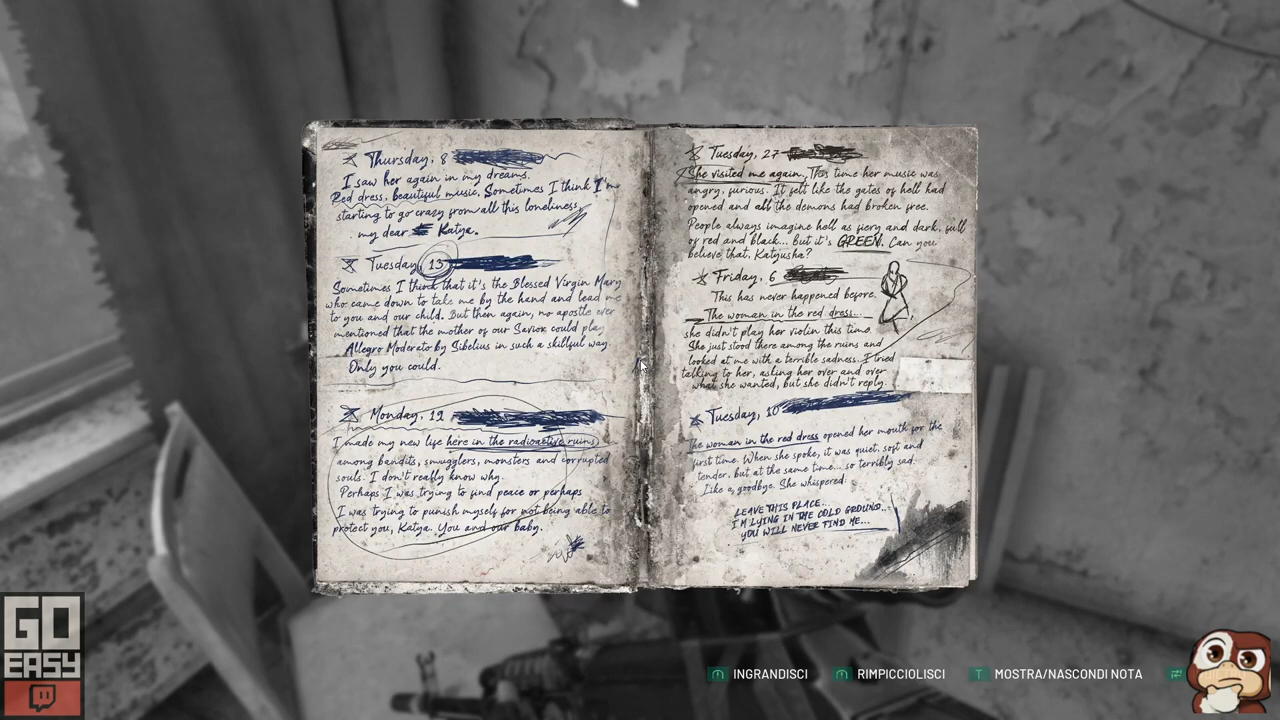 Thursday, 8
I saw her again in my dreams.
Red dress, beautiful music. Sometimes I think I'm
starting to go crazy from all this loneliness,
my dear Katya.
Tuesday 13
Sometimes I think that it's the Blessed Virgin Mary
who came down to take me by the hand and lead me
to you and our child. But then again, no apostle ever
mentioned that the mother of our Savior could play
Allegro Moderato by Sibelius in such a skillful way.
Only you could.
Monday, 19
I made my new life here in the radioactive ruins,
among bandits, smugglers, monsters and corrupted
souls. I don't really know why.
Perhaps I was trying to find peace or perhaps
I was trying to punish myself for not being able to
protect you, Katya. You and our baby.
Tuesday, 27
She visited me again. This time her music was
angry, furious. It felt like the gates of hell had
opened and all the demons had broken free.
People always imagine hell as fiery and dark, full
of red and black... But it's GREEN. Can you
believe that, Katyusha?
Friday, 6
This has never happened before.
The woman in the red dress...
she didn't play her violin this time.
She just stood there among the ruins and
looked at me with a terrible sadness. I tried
talking to her, asking her over and over
what she wanted, but she didn't reply.
Tuesday, 10
The woman in the red dress opened her mouth for the
first time. When she spoke, it was quiet, soft and
tender, but at the same time... so terribly sad.
Like a goodbye. She whispered:
LEAVE THIS PLACE...
I'M LYING IN THE COLD GROUND...
YOU WILL NEVER FIND ME...
GO
EASY
INGRANDISCI
RIMPICCIOLISCI
T MOSTRA/NASCONDI NOTA